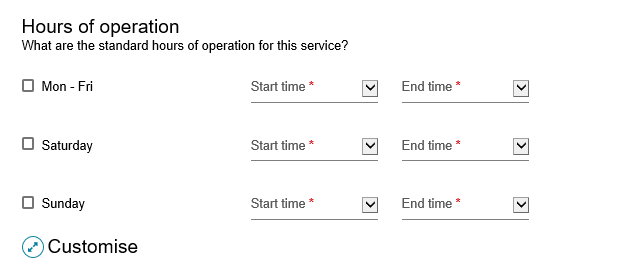 Hours of operation
What are the standard hours of operation for this service?
Mon - Fri Start time * End time *
Saturday Start time * End time *
Sunday Start time * End time *
Customise